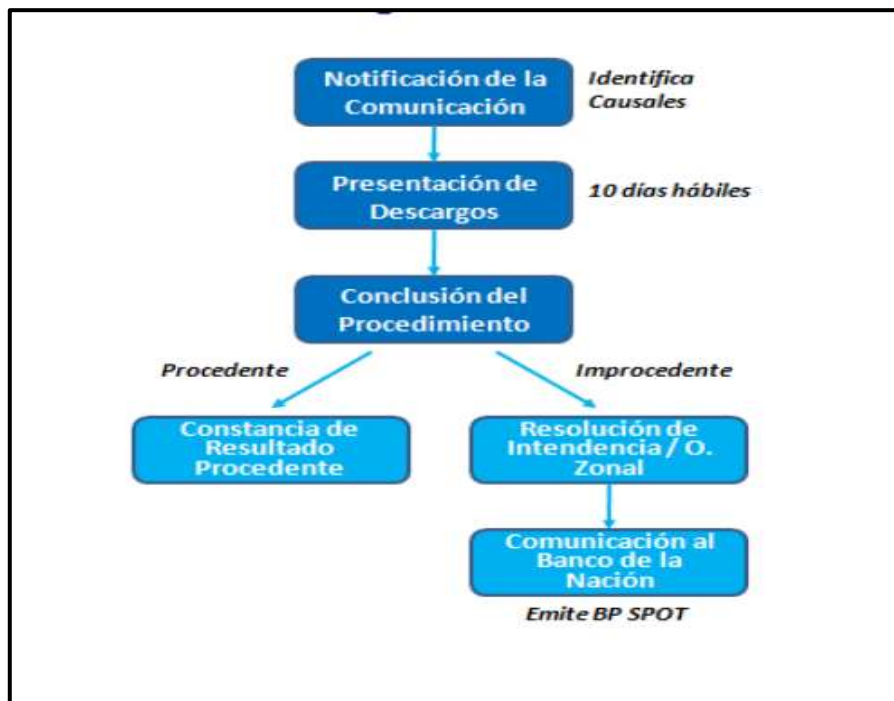 Notificación de la
Comunicación
Identifica
Causales
Presentación de
Descargos
10 días hábiles
Conclusión del
Procedimiento
Procedente
Improcedente
Constancia de
Resultado
Procedente
Resolución de
Intendencia / O.
Zonal
Comunicación al
Banco de la
Nación
Emite BP SPOT